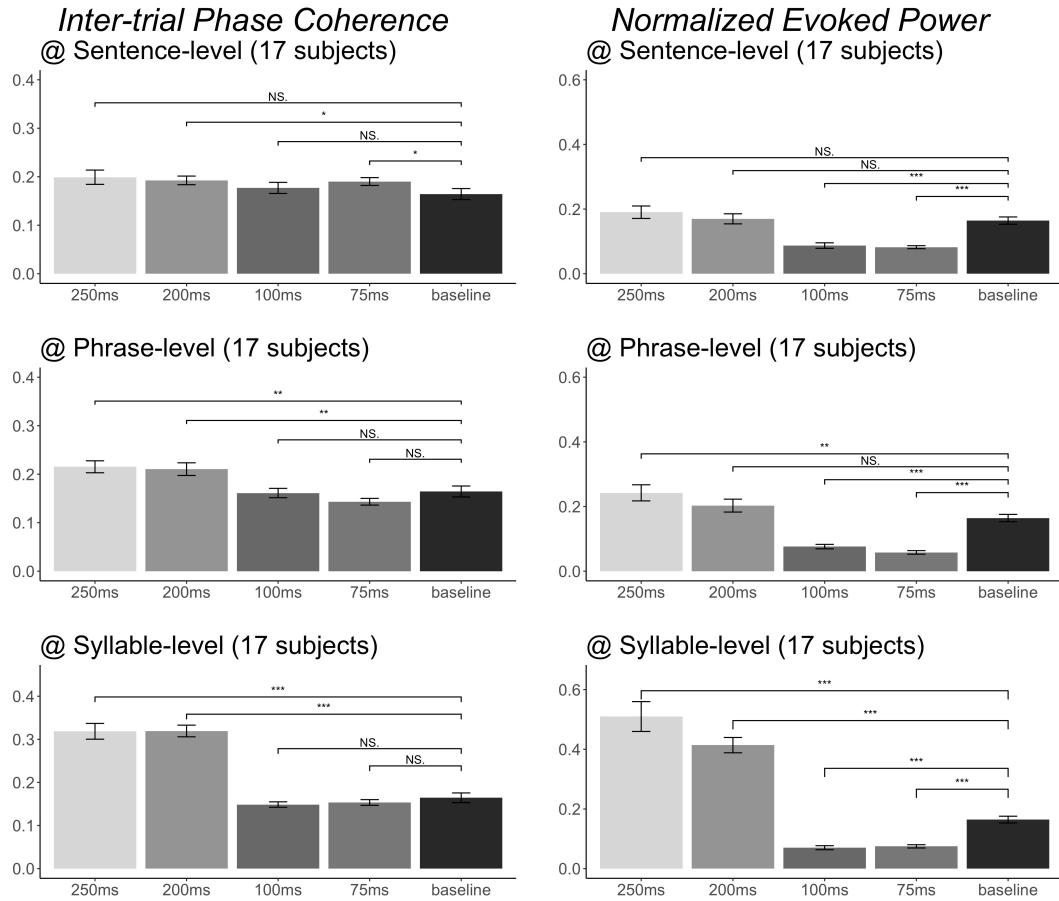 Inter-trial Phase Coherence
@ Sentence-level (17 subjects)
0.4
0.3
0.2
0.1
0.0
NS.
*
NS.
*
250ms 200ms 100ms 75ms baseline
Normalized Evoked Power
@ Sentence-level (17 subjects)
0.6
0.4
0.2
0.0
NS.
NS.
***
***
250ms 200ms 100ms 75ms baseline
@ Phrase-level (17 subjects)
0.4
0.3
0.2
0.1
0.0
**
**
NS.
NS.
250ms 200ms 100ms 75ms baseline
@ Phrase-level (17 subjects)
0.6
0.4
0.2
0.0
**
NS.
***
***
250ms 200ms 100ms 75ms baseline
@ Syllable-level (17 subjects)
0.4
0.3
0.2
0.1
0.0
***
***
NS.
NS.
250ms 200ms 100ms 75ms baseline
@ Syllable-level (17 subjects)
0.6
0.4
0.2
0.0
***
***
***
***
250ms 200ms 100ms 75ms baseline